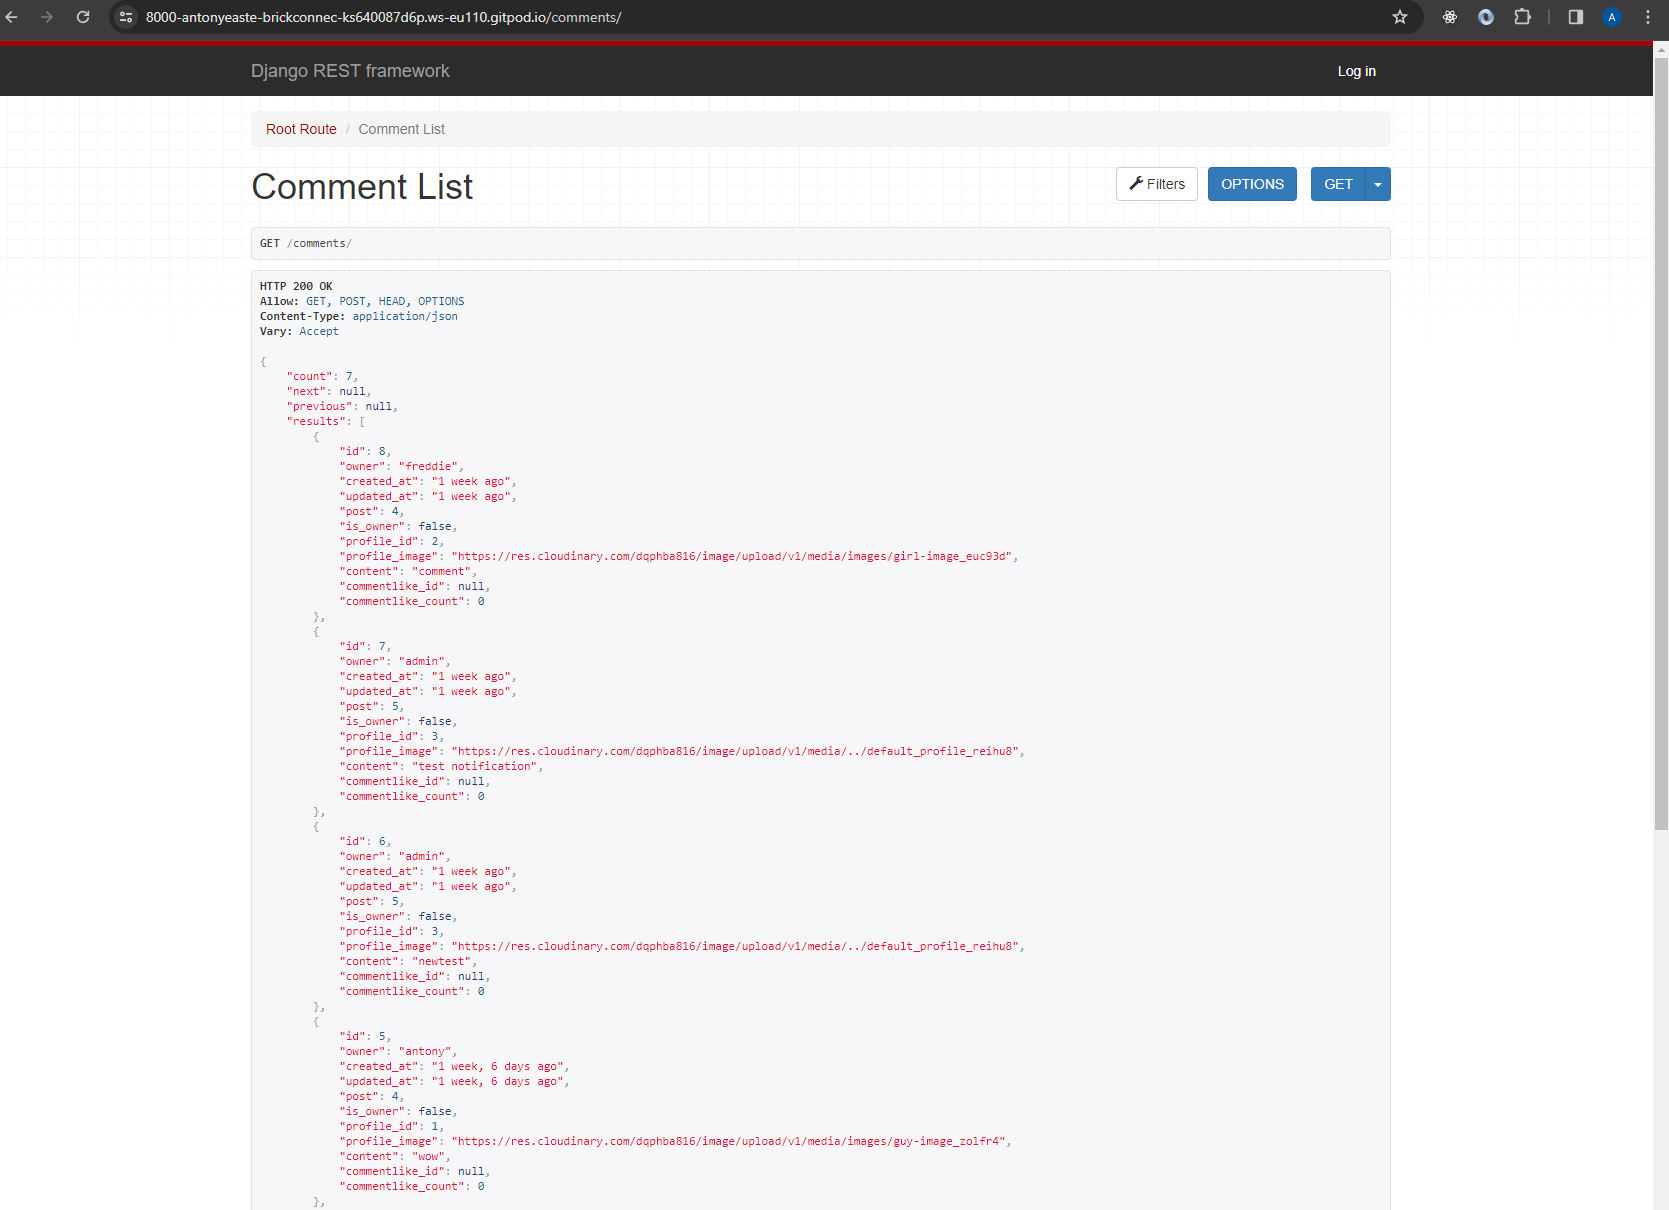 8000-antonyeaste-brickconnec-ks640087d6p.ws-eu110.gitpod.io/comments/
A
Django REST framework
Log in
Root Route / Comment List
Comment List
Filters
OPTIONS
GET
GET /comments/
HTTP 200 OK
Allow: GET, POST, HEAD, OPTIONS
Content-Type: application/json
Vary: Accept
{
"count": 7,
"next": null,
"previous": null,
"results": [
{
"id": 8,
"owner": "freddie",
"created_at": "1 week ago",
"updated_at": "1 week ago",
"post": 4,
"is_owner": false,
"profile_id": 2,
"profile_image": "https://res.cloudinary.com/dqphba816/image/upload/v1/media/images/girl-image_euc93d",
"content": "comment",
"commentlike_id": null,
"commentlike_count": 0
},
{
"id": 7,
"owner": "admin",
"created_at": "1 week ago",
"updated_at": "1 week ago",
"post": 5,
"is_owner": false,
"profile_id": 3,
"profile_image": "https://res.cloudinary.com/dqphba816/image/upload/v1/media/../default_profile_reihu8",
"content": "test notification",
"commentlike_id": null,
"commentlike_count": 0
},
{
"id": 6,
"owner": "admin",
"created_at": "1 week ago",
"updated_at": "1 week ago",
"post": 5,
"is_owner": false,
"profile_id": 3,
"profile_image": "https://res.cloudinary.com/dqphba816/image/upload/v1/media/../default_profile_reihu8",
"content": "newtest",
"commentlike_id": null,
"commentlike_count": 0
},
{
"id": 5,
"owner": "antony",
"created_at": "1 week, 6 days ago",
"updated_at": "1 week, 6 days ago",
"post": 4,
"is_owner": false,
"profile_id": 1,
"profile_image": "https://res.cloudinary.com/dqphba816/image/upload/v1/media/images/guy-image_zolfr4",
"content": "wow",
"commentlike_id": null,
"commentlike_count": 0
},